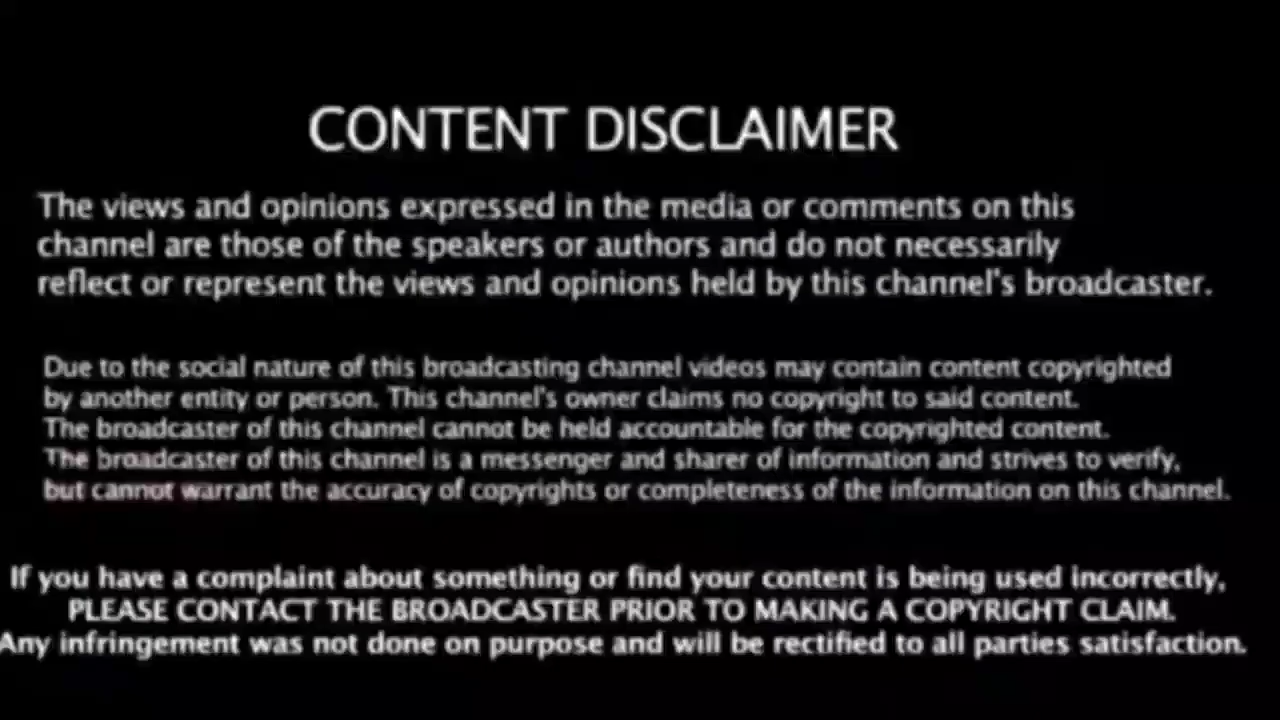 CONTENT DISCLAIMER
The views and opinions expressed in the media or comments on this
channel are those of the speakers or authors and do not necessarily
reflect or represent the views and opinions held by this channel's broadcaster.
Due to the social nature of this broadcasting channel videos may contain content copyrighted
by another entity or person. This channel's owner claims no copyright to said content.
The broadcaster of this channel cannot be held accountable for the copyrighted content.
The broadcaster of this channel is a messenger and sharer of information and strives to verify,
but cannot warrant the accuracy of copyrights or completeness of the information on this channel.
If you have a complaint about something or find your content is being used incorrectly,
PLEASE CONTACT THE BROADCASTER PRIOR TO MAKING A COPYRIGHT CLAIM.
Any infringement was not done on purpose and will be rectified to all parties satisfaction.